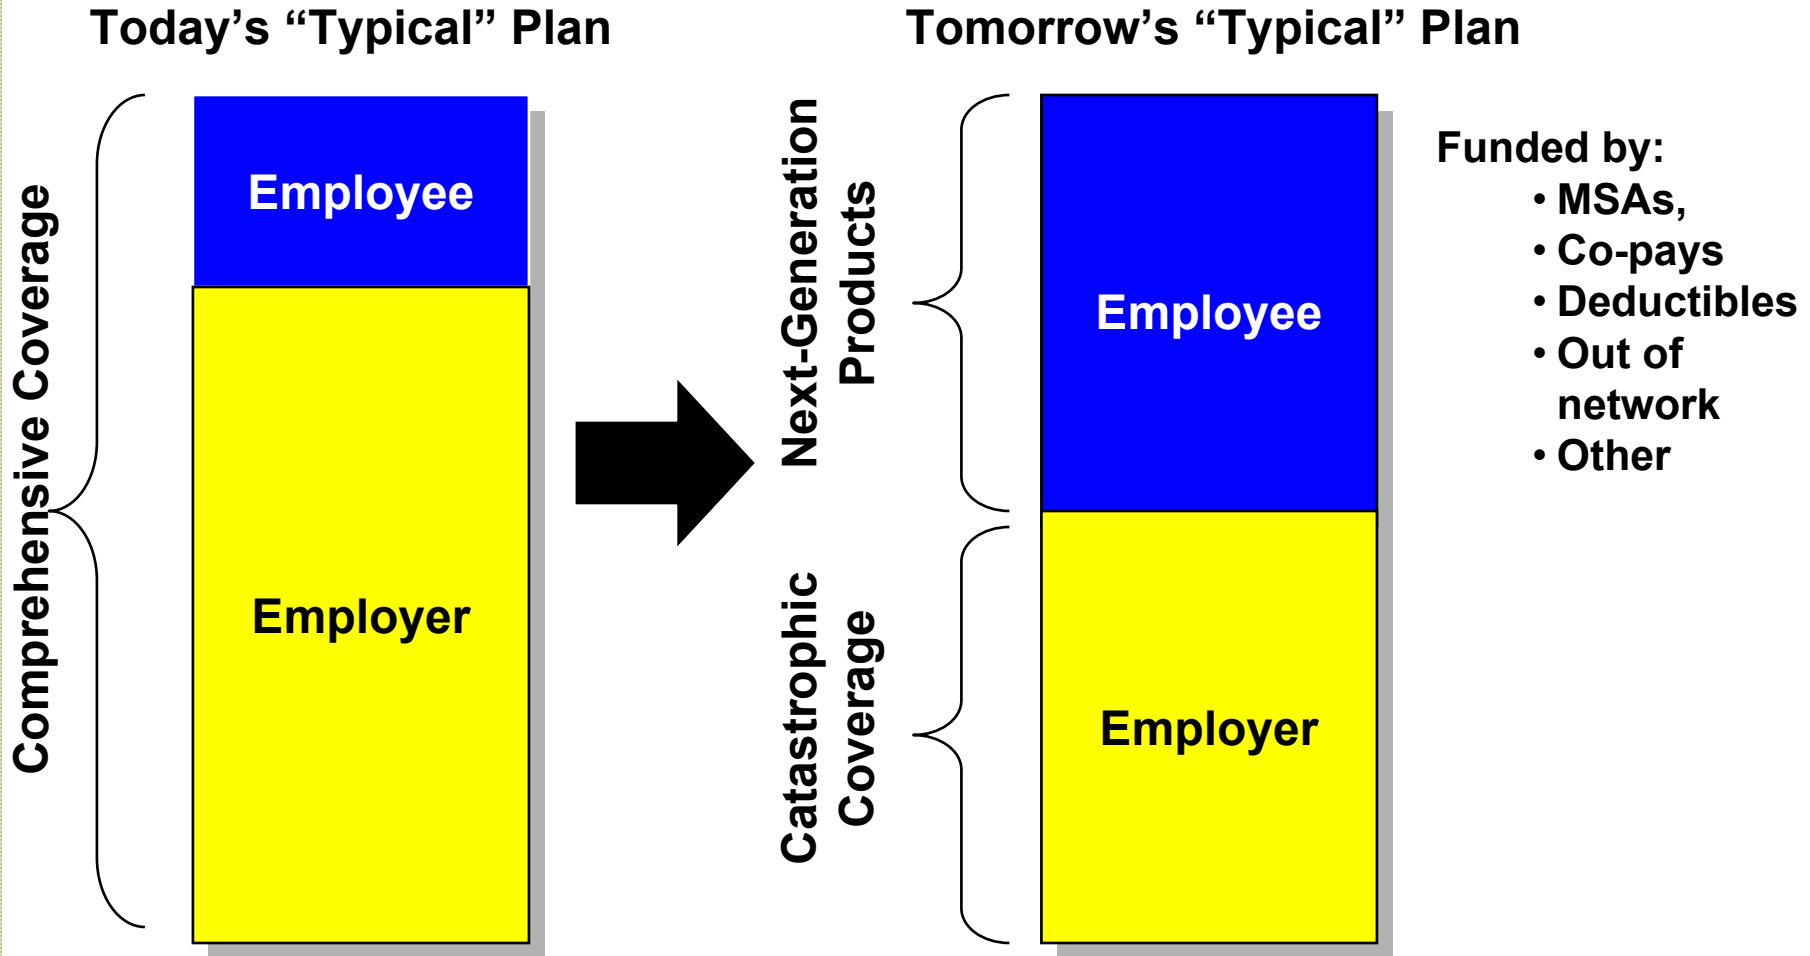 Today’s “Typical” Plan
Comprehensive Coverage
Employee
Employer
Tomorrow’s “Typical” Plan
Next-Generation
Products
Employee
Catastrophic
Coverage
Employer
Funded by:
• MSAs,
• Co-pays
• Deductibles
• Out of
network
• Other